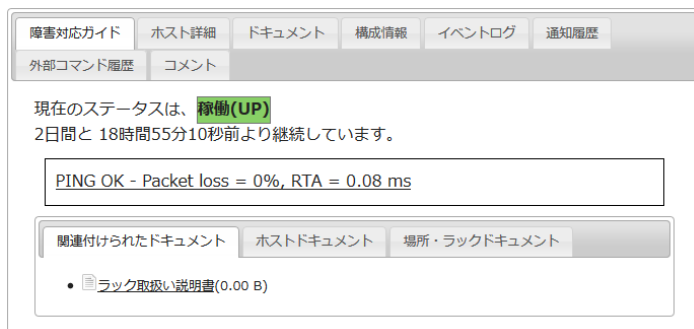 障害対応ガイド ホスト詳細 ドキュメント 構成情報 イベントログ 通知履歴
外部コマンド履歴 コメント
現在のステータスは、稼働(UP)
2日間と 18時間55分10秒前より継続しています。
PING OK - Packet loss = 0%, RTA = 0.08 ms
関連付けられたドキュメント ホストドキュメント 場所・ラックドキュメント
ラック取扱い説明書(0.00 B)